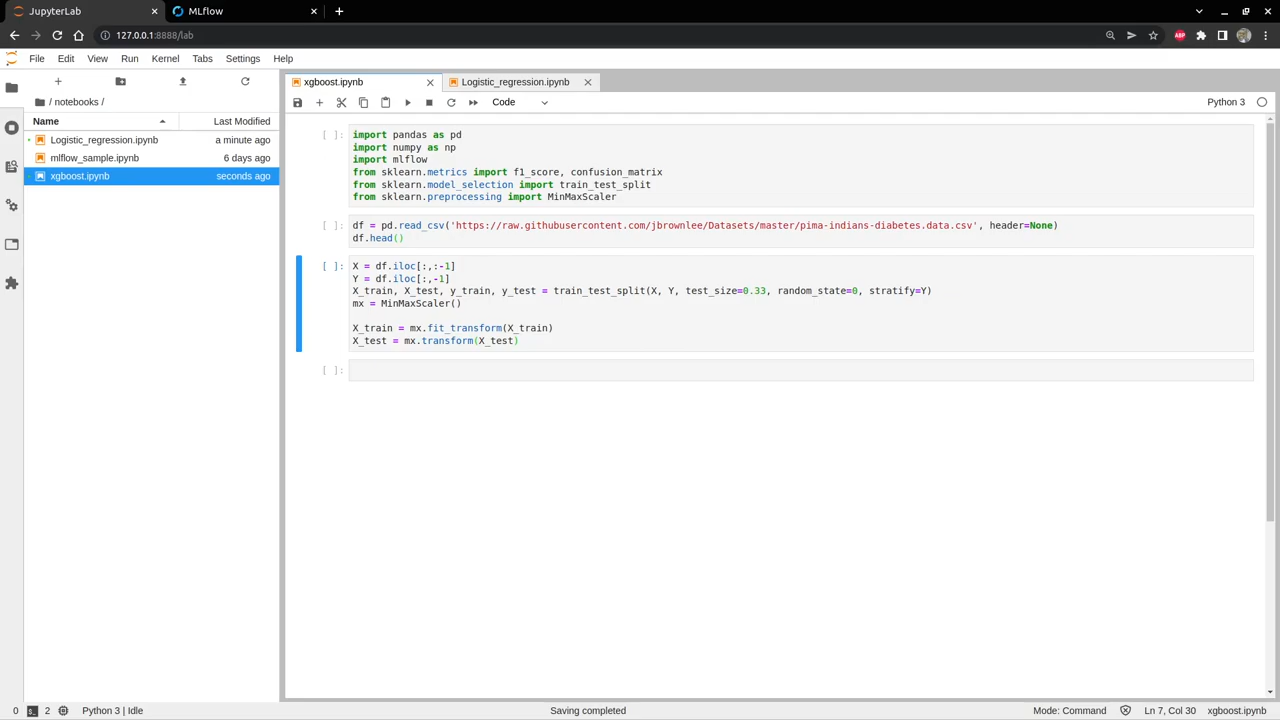 JupyterLab
MLflow
127.0.0.1:8888/lab
ABP
File Edit View Run Kernel Tabs Settings Help
xgboost.ipynb
Logistic_regression.ipynb
/ notebooks /
Code
Python 3
Name Last Modified
Logistic_regression.ipynb a minute ago
mlflow_sample.ipynb 6 days ago
xgboost.ipynb seconds ago
[ ]: import pandas as pd
import numpy as np
import mlflow
from sklearn.metrics import f1_score, confusion_matrix
from sklearn.model_selection import train_test_split
from sklearn.preprocessing import MinMaxScaler
[ ]: df = pd.read_csv('https://raw.githubusercontent.com/jbrownlee/Datasets/master/pima-indians-diabetes.data.csv', header=None)
df.head()
[ ]: X = df.iloc[:,:-1]
Y = df.iloc[:,-1]
X_train, X_test, y_train, y_test = train_test_split(X, Y, test_size=0.33, random_state=0, stratify=Y)
mx = MinMaxScaler()
X_train = mx.fit_transform(X_train)
X_test = mx.transform(X_test)
[ ]:
0 2 Python 3 | Idle Saving completed Mode: Command Ln 7, Col 30 xgboost.ipynb